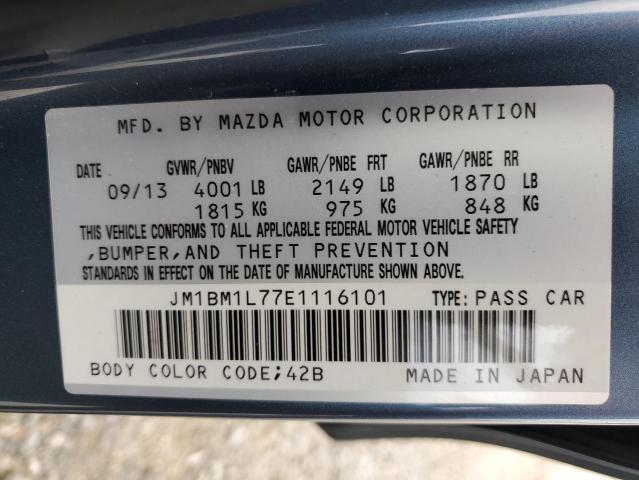 MFD. BY MAZDA MOTOR CORPORATION
DATE GVWR/PNBV GAWR/PNBE FRT GAWR/PNBE RR
09/13 4001 LB 2149 LB 1870 LB
1815 KG 975 KG 848 KG
THIS VEHICLE CONFORMS TO ALL APPLICABLE FEDERAL MOTOR VEHICLE SAFETY
,BUMPER,AND THEFT PREVENTION
STANDARDS IN EFFECT ON THE DATE OF MANUFACTURE SHOWN ABOVE.
JM1BM1L77E1116101 TYPE: PASS CAR
BODY COLOR CODE;42B MADE IN JAPAN